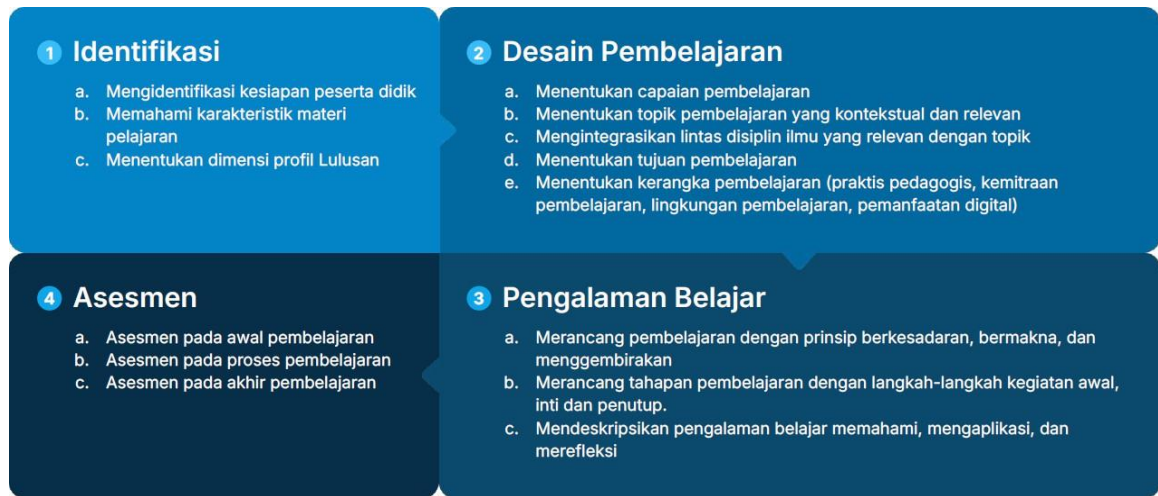 1 Identifikasi
a. Mengidentifikasi kesiapan peserta didik
b. Memahami karakteristik materi
pelajaran
c. Menentukan dimensi profil Lulusan
2 Desain Pembelajaran
a. Menentukan capaian pembelajaran
b. Menentukan topik pembelajaran yang kontekstual dan relevan
c. Mengintegrasikan lintas disiplin ilmu yang relevan dengan topik
d. Menentukan tujuan pembelajaran
e. Menentukan kerangka pembelajaran (praktis pedagogis, kemitraan
pembelajaran, lingkungan pembelajaran, pemanfaatan digital)
3 Pengalaman Belajar
a. Merancang pembelajaran dengan prinsip berkesadaran, bermakna, dan
menggembirakan
b. Merancang tahapan pembelajaran dengan langkah-langkah kegiatan awal,
inti dan penutup.
c. Mendeskripsikan pengalaman belajar memahami, mengaplikasi, dan
merefleksi
4 Asesmen
a. Asesmen pada awal pembelajaran
b. Asesmen pada proses pembelajaran
c. Asesmen pada akhir pembelajaran